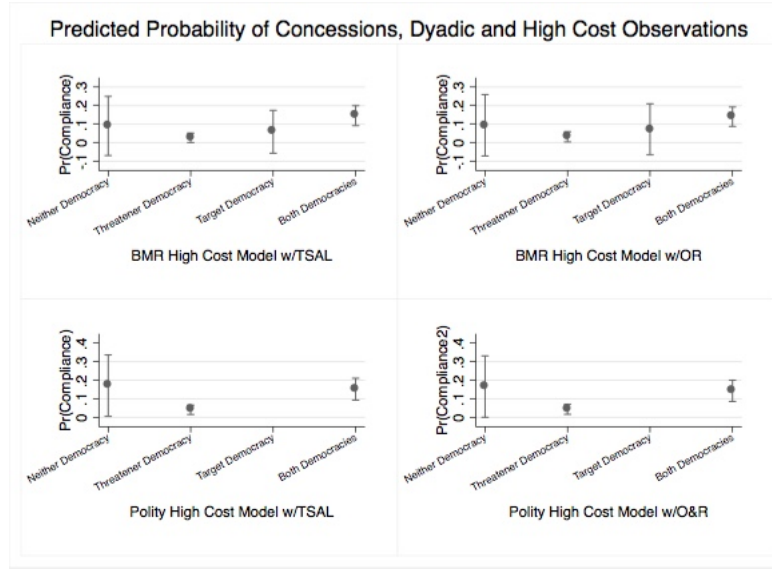 Predicted Probability of Concessions, Dyadic and High Cost Observations
Pr(Compliance)
-.1 0 .1 .2 .3
Neither Democracy
Threatener Democracy
Target Democracy
Both Democracies
BMR High Cost Model w/TSAL
Pr(Compliance)
-.1 0 .1 .2 .3
Neither Democracy
Threatener Democracy
Target Democracy
Both Democracies
BMR High Cost Model w/OR
Pr(Compliance)
0 .1 .2 .3 .4
Neither Democracy
Threatener Democracy
Target Democracy
Both Democracies
Polity High Cost Model w/TSAL
Pr(Compliance2)
0 .1 .2 .3 .4
Neither Democracy
Threatener Democracy
Target Democracy
Both Democracies
Polity High Cost Model w/O&R